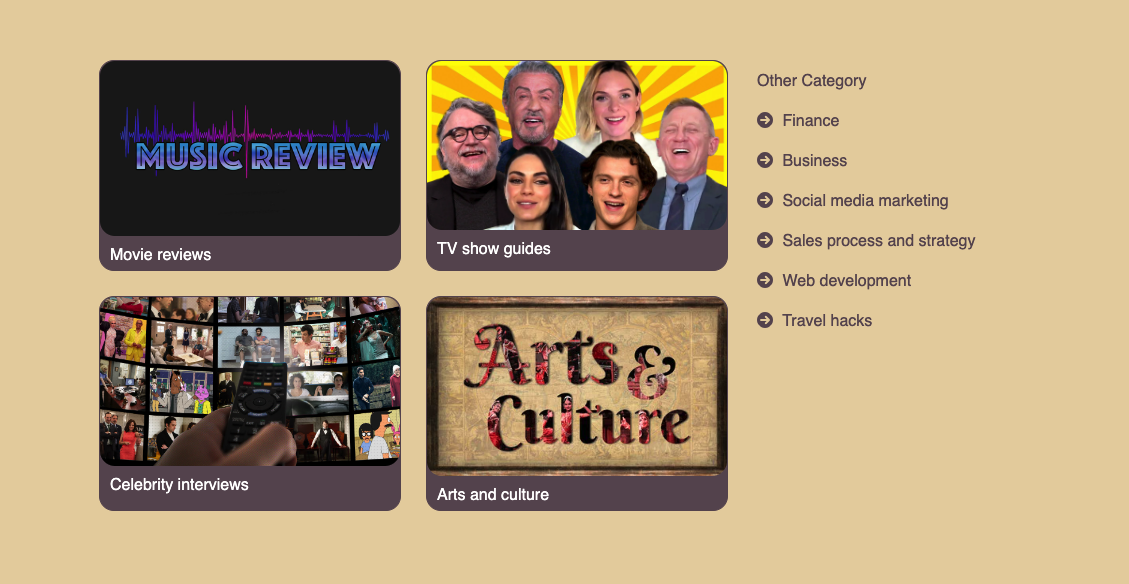 MUSIC REVIEW
Movie reviews
TV show guides
Celebrity interviews
Arts &
Culture
Arts and culture
Other Category
Finance
Business
Social media marketing
Sales process and strategy
Web development
Travel hacks